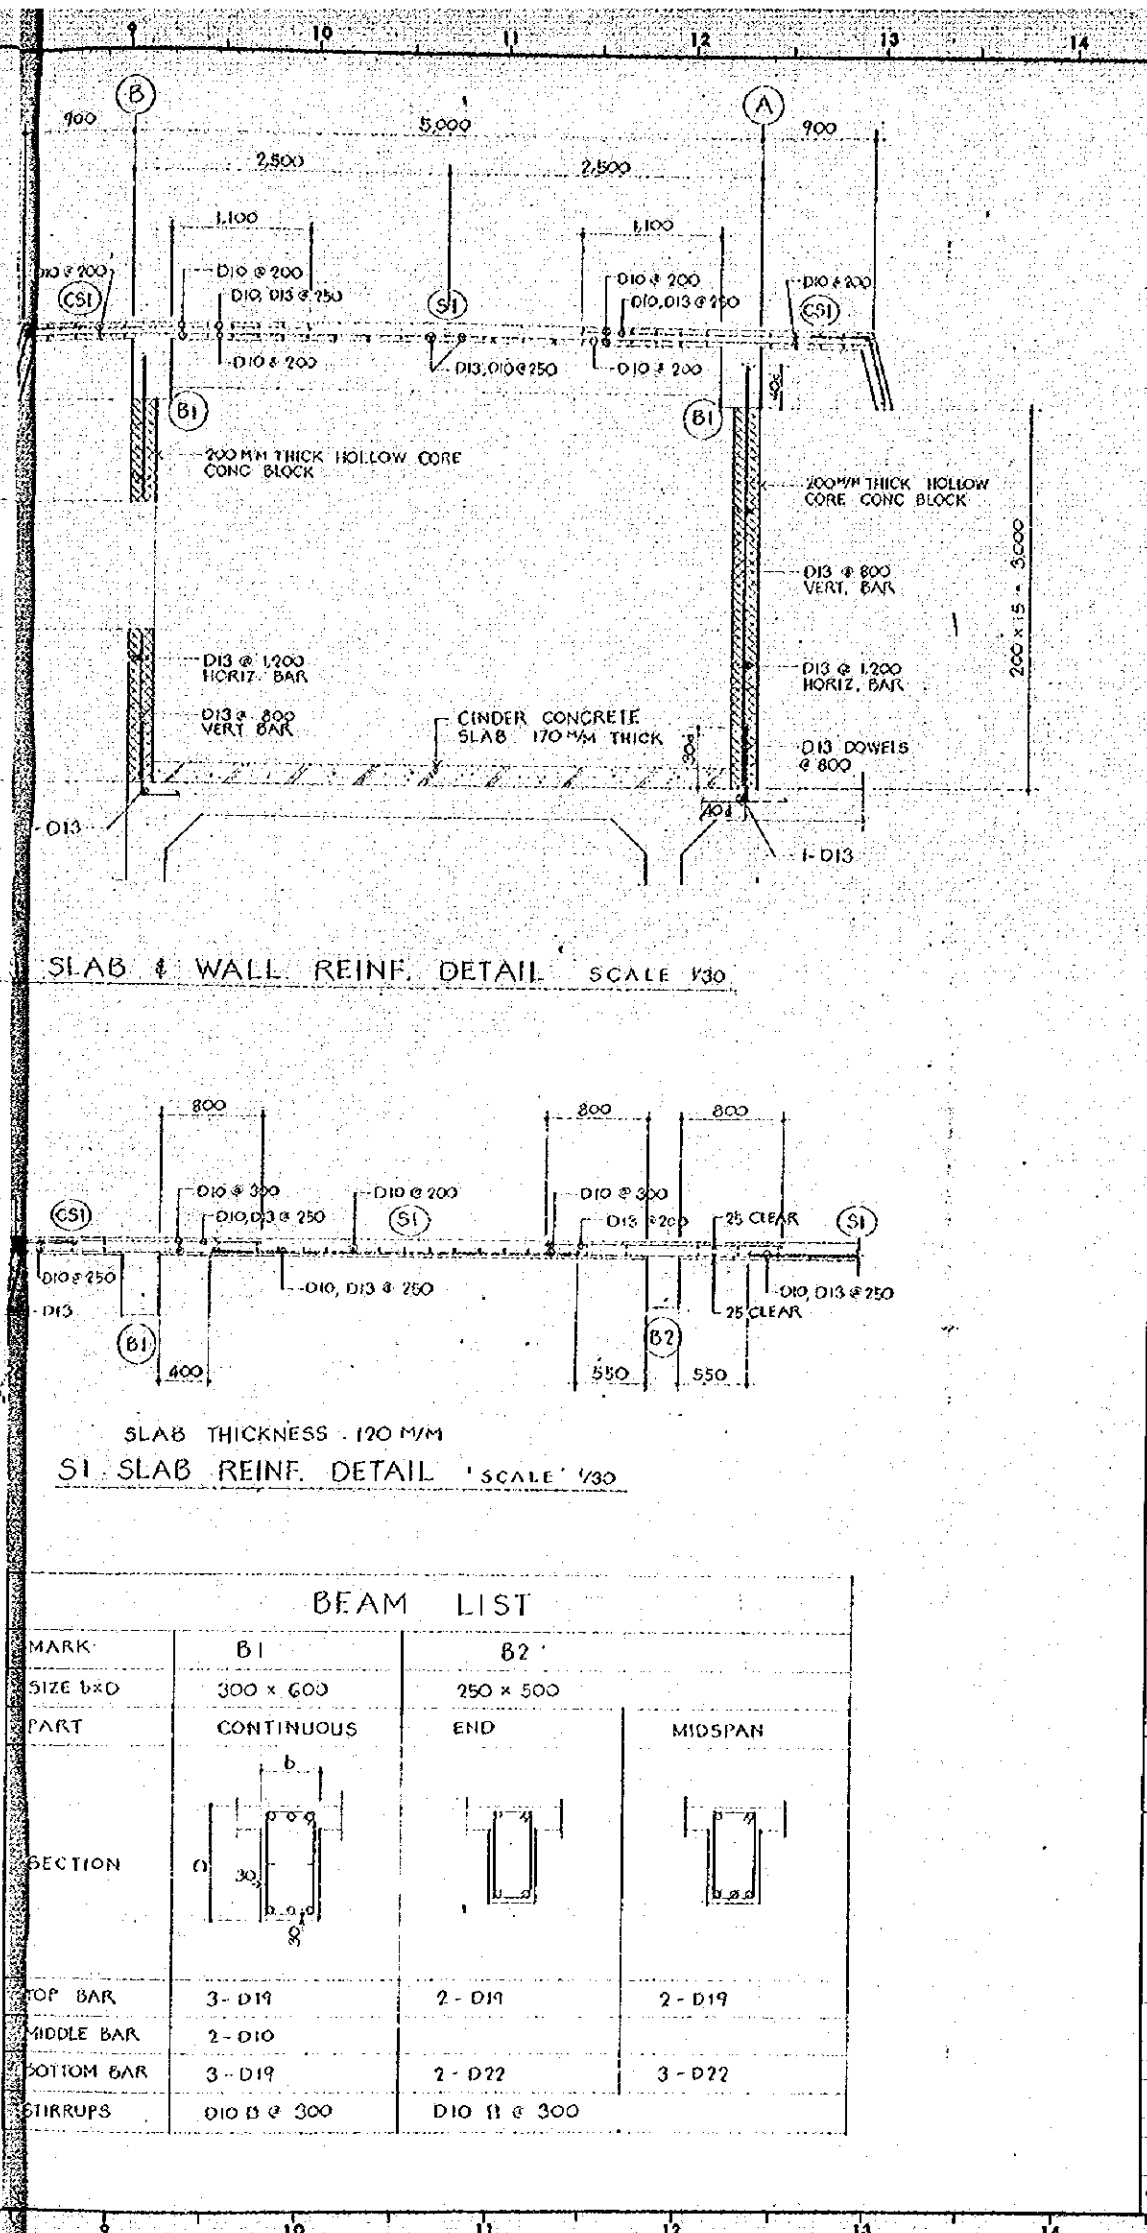 9 10 11 12 13 14
B A
900 5,000 900
2,500 2,500
1,100 1,100
D10 @ 200 D10 @ 200 D10 @ 200 D10 @ 200
CS1 D10, D13 @ 250 S1 D10, D13 @ 250 CS1
D10 @ 200 D13, D10 @ 250 D10 @ 200
B1 B1 40d
200 M/M THICK HOLLOW CORE
CONC BLOCK
200 M/M THICK HOLLOW
CORE CONC BLOCK
D13 @ 800
VERT. BAR
200 x 15 = 3,000
D13 @ 1,200
HORIZ. BAR
D13 @ 1,200
HORIZ. BAR
D13 @ 800
VERT BAR
CINDER CONCRETE
SLAB 170 M/M THICK
30d
D13 DOWELS
@ 800
40d
-D13
1-D13
SLAB & WALL REINF. DETAIL SCALE 1/30
800 800 800
D10 @ 300 D10 @ 200 D10 @ 300
CS1 D10, D13 @ 250 S1 D13 @ 200 25 CLEAR S1
D10 @ 250 D10, D13 @ 250 D10, D13 @ 250
-D13 25 CLEAR
B1 B2
400 550 550
SLAB THICKNESS . 120 M/M
S1 SLAB REINF. DETAIL SCALE 1/30
BEAM LIST
MARK B1 B2
SIZE bxD 300 x 600 250 x 500
PART CONTINUOUS END MIDSPAN
b
SECTION D 30
30
TOP BAR 3-D19 2-D19 2-D19
MIDDLE BAR 2-D10
BOTTOM BAR 3-D19 2-D22 3-D22
STIRRUPS D10 @ 300 D10 @ 300
9 10 11 12 13 14